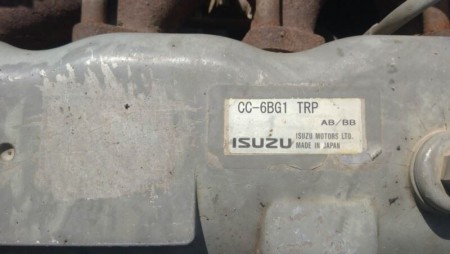 CC-6BG1 TRP
AB/BB
ISUZU ISUZU MOTORS LTD.
MADE IN JAPAN